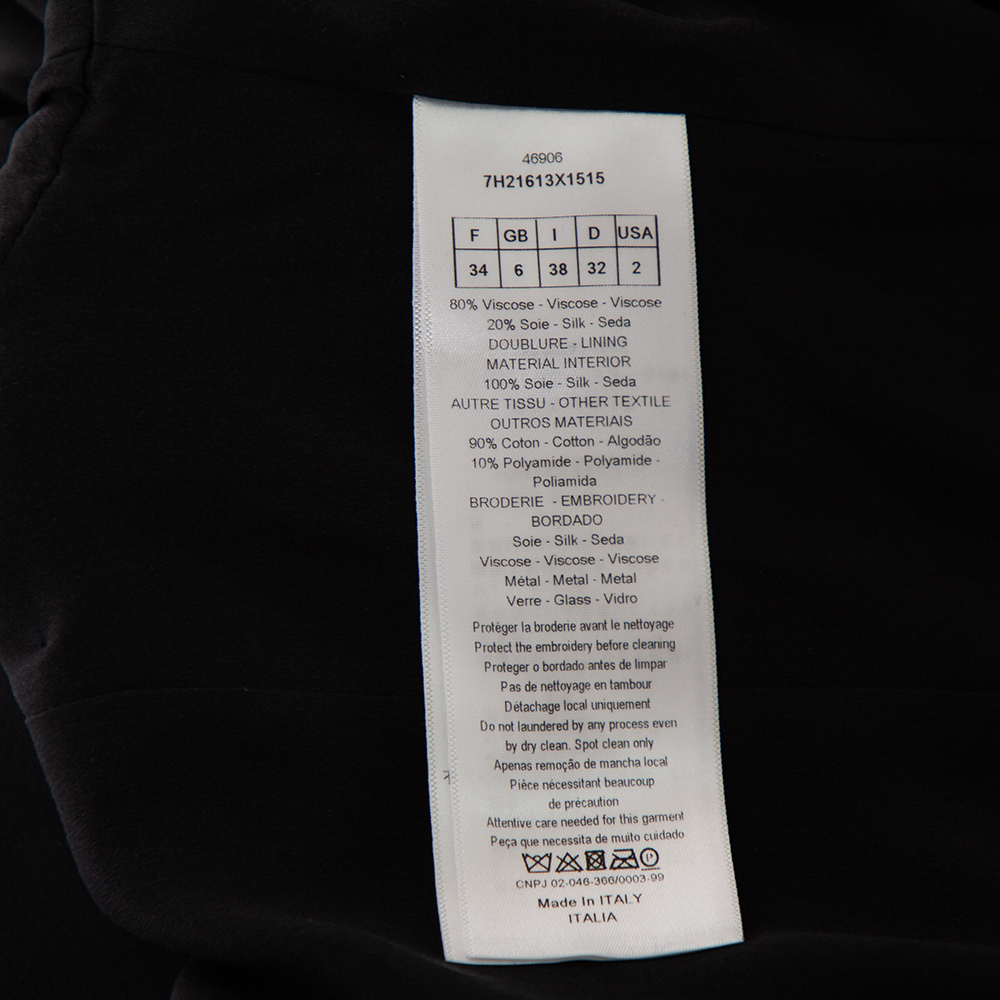 46906
7H21613X1515
F GB I D USA
34 6 38 32 2
80% Viscose - Viscose - Viscose
20% Soie - Silk - Seda
DOUBLURE - LINING
MATERIAL INTERIOR
100% Soie - Silk - Seda
AUTRE TISSU - OTHER TEXTILE
OUTROS MATERIAIS
90% Coton - Cotton - Algodão
10% Polyamide - Polyamide -
Poliamida
BRODERIE - EMBROIDERY -
BORDADO
Soie - Silk - Seda
Viscose - Viscose - Viscose
Métal - Metal - Metal
Verre - Glass - Vidro
Protéger la broderie avant le nettoyage
Protect the embroidery before cleaning
Proteger o bordado antes de limpar
Pas de nettoyage en tambour
Détachage local uniquement
Do not laundered by any process even
by dry clean. Spot clean only
Apenas remoção de mancha local
Pièce nécessitant beaucoup
de précaution
Attentive care needed for this garment
Peça que necessita de muito cuidado
P
CNPJ 02-046-366/0003-99
Made In ITALY
ITALIA